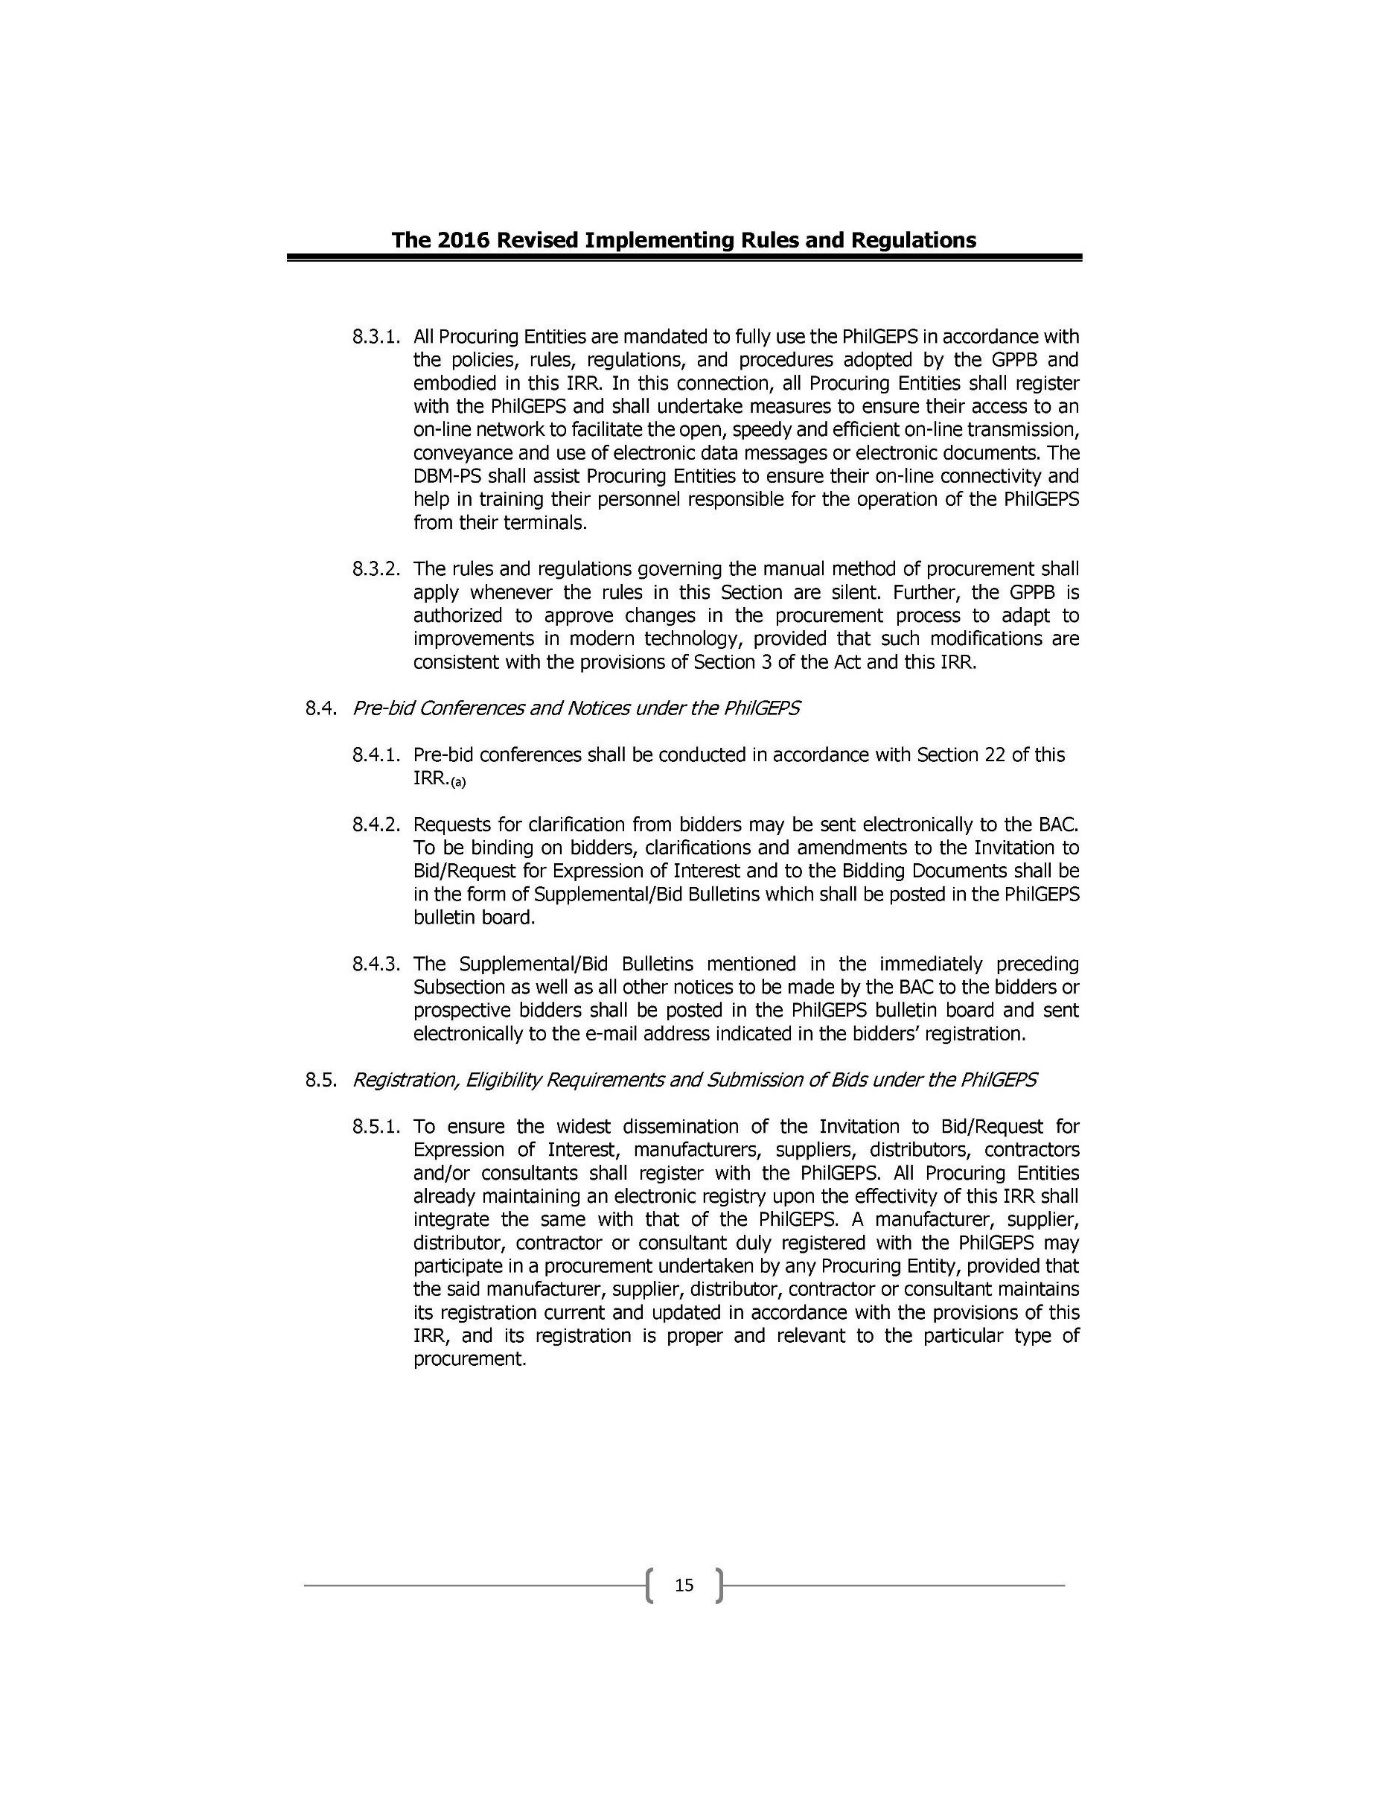 The 2016 Revised Implementing Rules and Regulations
8.3.1. All Procuring Entities are mandated to fully use the PhilGEPS in accordance with
the policies, rules, regulations, and procedures adopted by the GPPB and
embodied in this IRR. In this connection, all Procuring Entities shall register
with the PhilGEPS and shall undertake measures to ensure their access to an
on-line network to facilitate the open, speedy and efficient on-line transmission,
conveyance and use of electronic data messages or electronic documents. The
DBM-PS shall assist Procuring Entities to ensure their on-line connectivity and
help in training their personnel responsible for the operation of the PhilGEPS
from their terminals.
8.3.2. The rules and regulations governing the manual method of procurement shall
apply whenever the rules in this Section are silent. Further, the GPPB is
authorized to approve changes in the procurement process to adapt to
improvements in modern technology, provided that such modifications are
consistent with the provisions of Section 3 of the Act and this IRR.
8.4. Pre-bid Conferences and Notices under the PhilGEPS
8.4.1. Pre-bid conferences shall be conducted in accordance with Section 22 of this
IRR.(a)
8.4.2. Requests for clarification from bidders may be sent electronically to the BAC.
To be binding on bidders, clarifications and amendments to the Invitation to
Bid/Request for Expression of Interest and to the Bidding Documents shall be
in the form of Supplemental/Bid Bulletins which shall be posted in the PhilGEPS
bulletin board.
8.4.3. The Supplemental/Bid Bulletins mentioned in the immediately preceding
Subsection as well as all other notices to be made by the BAC to the bidders or
prospective bidders shall be posted in the PhilGEPS bulletin board and sent
electronically to the e-mail address indicated in the bidders’ registration.
8.5. Registration, Eligibility Requirements and Submission of Bids under the PhilGEPS
8.5.1. To ensure the widest dissemination of the Invitation to Bid/Request for
Expression of Interest, manufacturers, suppliers, distributors, contractors
and/or consultants shall register with the PhilGEPS. All Procuring Entities
already maintaining an electronic registry upon the effectivity of this IRR shall
integrate the same with that of the PhilGEPS. A manufacturer, supplier,
distributor, contractor or consultant duly registered with the PhilGEPS may
participate in a procurement undertaken by any Procuring Entity, provided that
the said manufacturer, supplier, distributor, contractor or consultant maintains
its registration current and updated in accordance with the provisions of this
IRR, and its registration is proper and relevant to the particular type of
procurement.
15